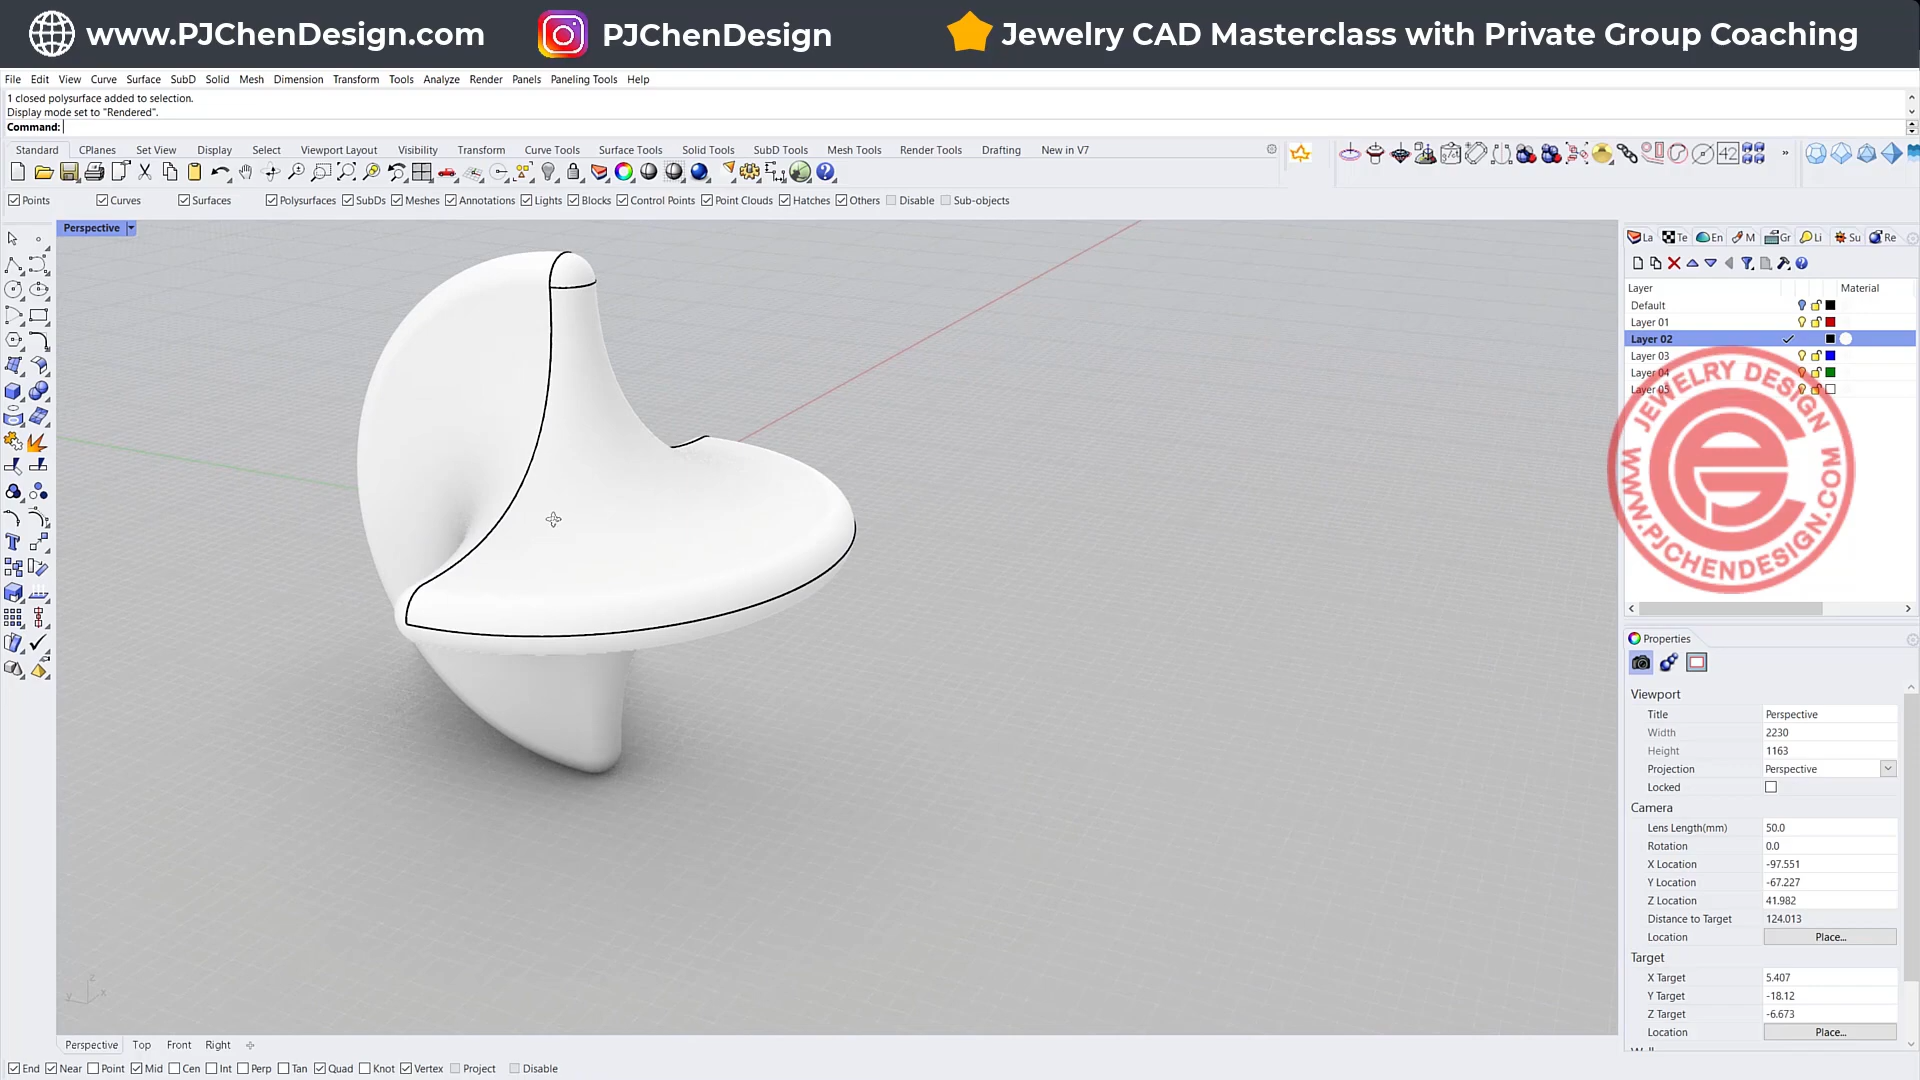 www.PJChenDesign.com PJChenDesign Jewelry CAD Masterclass with Private Group Coaching
File Edit View Curve Surface SubD Solid Mesh Dimension Transform Tools Analyze Render Panels Paneling Tools Help
1 closed polysurface added to selection.
Display mode set to "Rendered".
Command:
Standard CPlanes Set View Display Select Viewport Layout Visibility Transform Curve Tools Surface Tools Solid Tools SubD Tools Mesh Tools Render Tools Drafting New in V7
42
Points Curves Surfaces Polysurfaces SubDs Meshes Annotations Lights Blocks Control Points Point Clouds Hatches Others Disable Sub-objects
Perspective
La Te En M Gr Li Su Re
Layer Material
Default
Layer 01
Layer 02
Layer 03
Layer 04
Layer 05
JEWELRY DESIGN
WWW.PJCHENDESIGN.COM
Properties
Viewport
Title Perspective
Width 2230
Height 1163
Projection Perspective
Locked
Camera
Lens Length(mm) 50.0
Rotation 0.0
X Location -97.551
Y Location -67.227
Z Location 41.982
Distance to Target 124.013
Location Place...
Target
X Target 5.407
Y Target -18.12
Z Target -6.673
Location Place...
z
y x
Perspective Top Front Right
End Near Point Mid Cen Int Perp Tan Quad Knot Vertex Project Disable